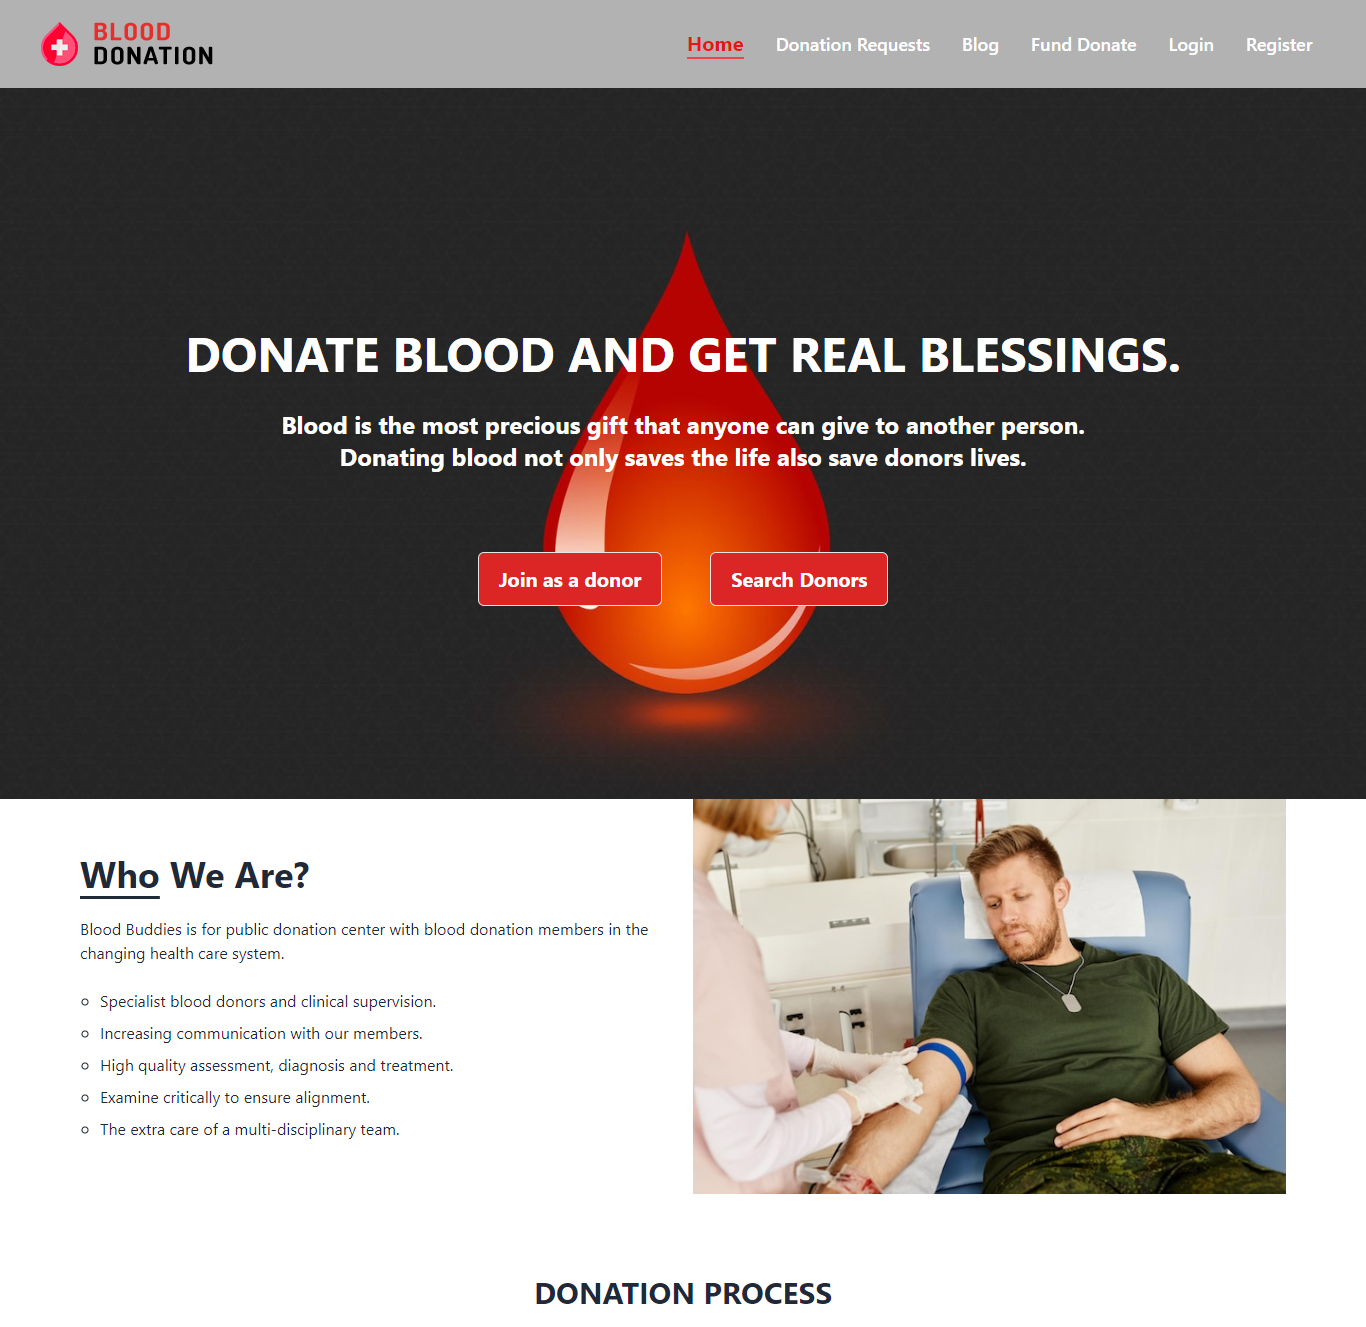 BLOOD
DONATION
Home Donation Requests Blog Fund Donate Login Register
DONATE BLOOD AND GET REAL BLESSINGS.
Blood is the most precious gift that anyone can give to another person.
Donating blood not only saves the life also save donors lives.
Join as a donor Search Donors
Who We Are?
Blood Buddies is for public donation center with blood donation members in the
changing health care system.
Specialist blood donors and clinical supervision.
Increasing communication with our members.
High quality assessment, diagnosis and treatment.
Examine critically to ensure alignment.
The extra care of a multi-disciplinary team.
DONATION PROCESS